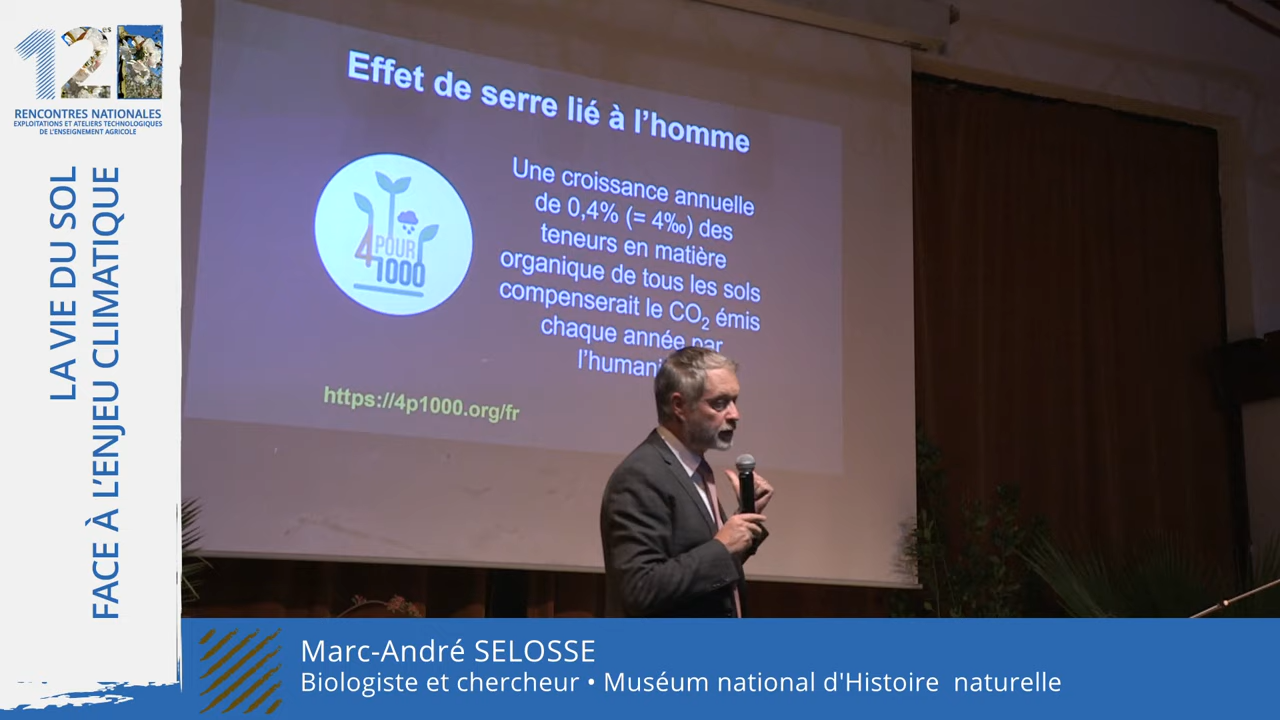 12es
RENCONTRES NATIONALES
EXPLOITATIONS ET ATELIERS TECHNOLOGIQUES
DE L'ENSEIGNEMENT AGRICOLE
LA VIE DU SOL
FACE À L'ENJEU CLIMATIQUE
Effet de serre lié à l'homme
4 POUR
1000
Une croissance annuelle
de 0,4% (= 4‰) des
teneurs en matière
organique de tous les sols
compenserait le CO₂ émis
chaque année par
https://4p1000.org/fr
Marc-André SELOSSE
Biologiste et chercheur • Muséum national d'Histoire naturelle